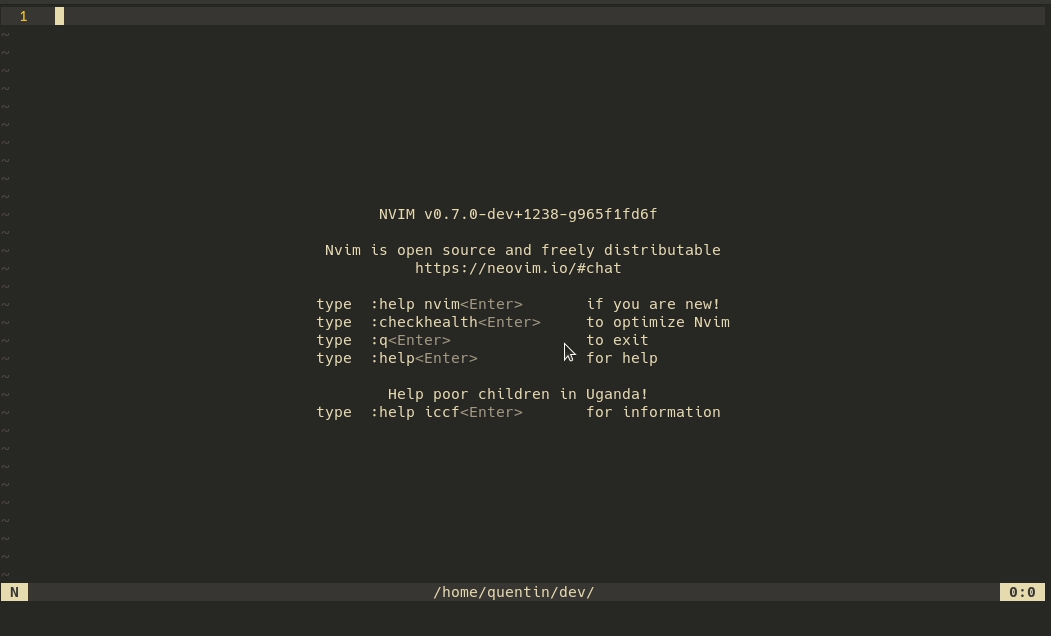 1
~
~
~
~
~
~
~
~
~
~
NVIM v0.7.0-dev+1238-g965f1fd6f
~
Nvim is open source and freely distributable
https://neovim.io/#chat
~
type :help nvim<Enter> if you are new!
type :checkhealth<Enter> to optimize Nvim
type :q<Enter> to exit
type :help<Enter> for help
~
Help poor children in Uganda!
type :help iccf<Enter> for information
~
~
~
~
~
~
~
~
~
N /home/quentin/dev/ 0:0